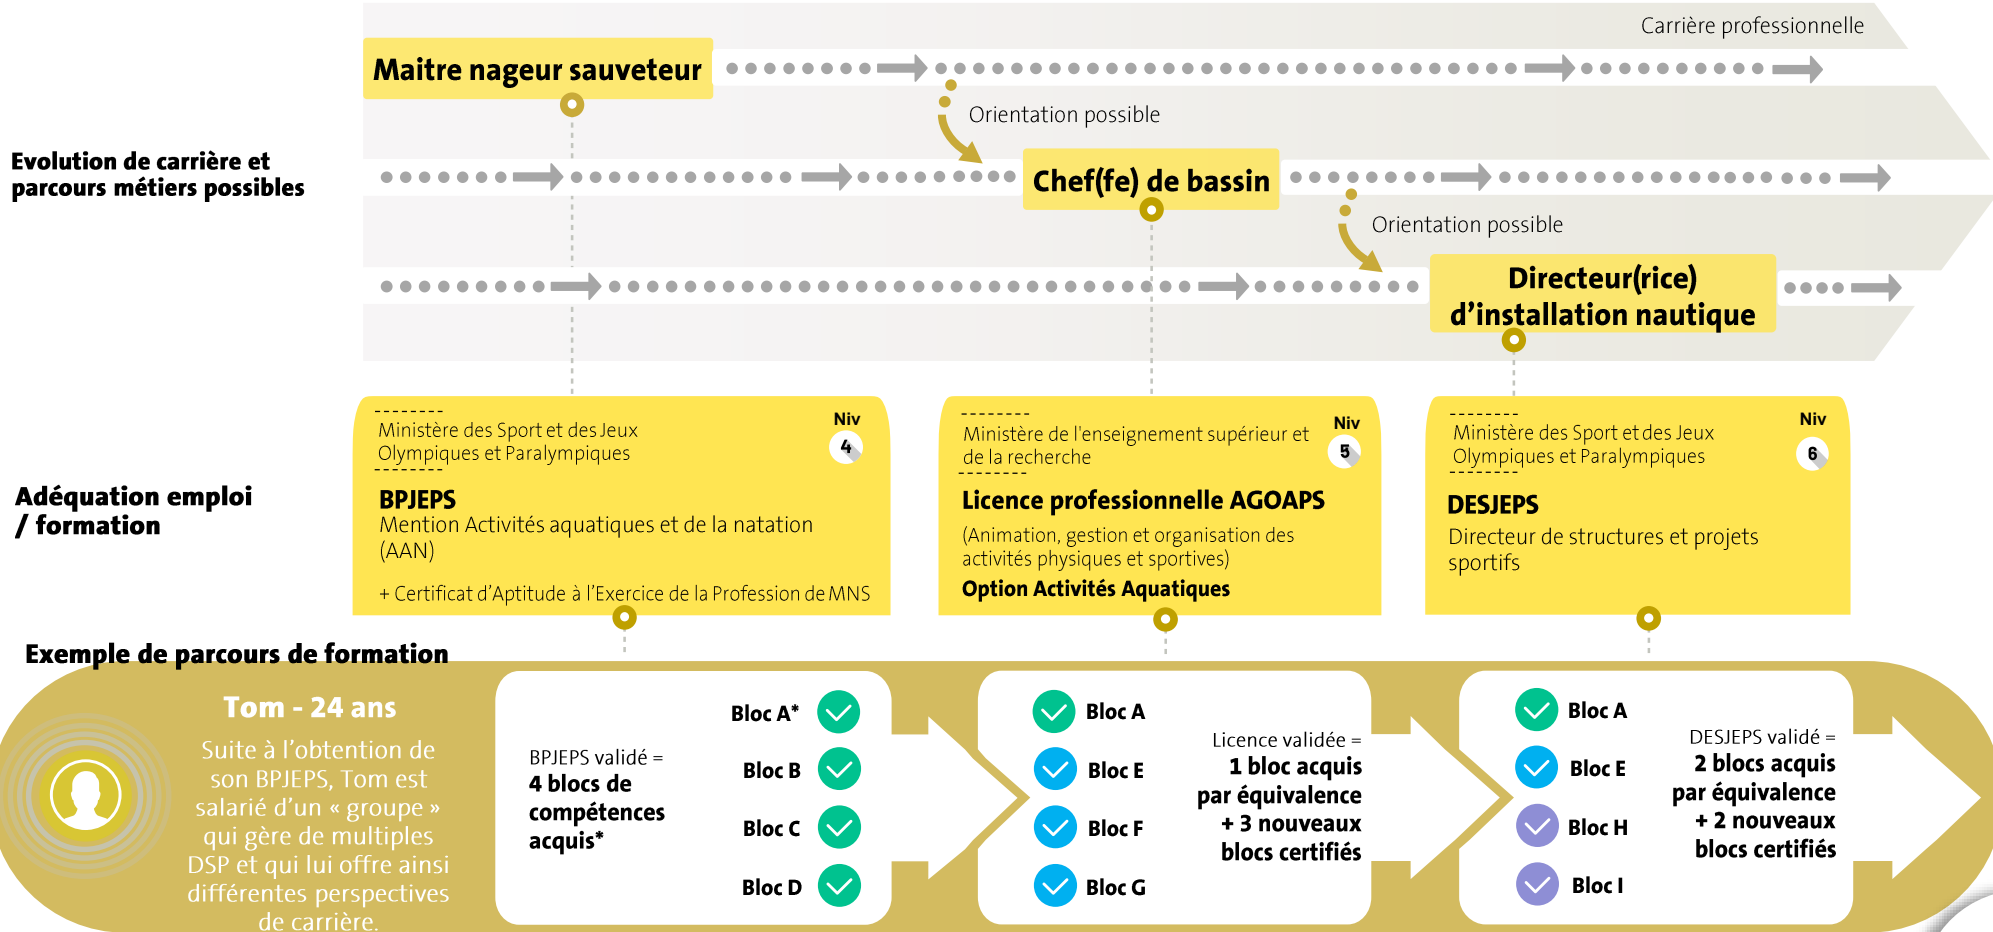 Carrière professionnelle
Maitre nageur sauveteur
Orientation possible
Evolution de carrière et
parcours métiers possibles
Chef(fe) de bassin
Orientation possible
Directeur(rice)
d'installation nautique
Adéquation emploi
/ formation
Ministère des Sport et des Jeux
Olympiques et Paralympiques
Niv
4
BPJEPS
Mention Activités aquatiques et de la natation
(AAN)
+ Certificat d'Aptitude à l'Exercice de la Profession de MNS
Ministère de l'enseignement supérieur et
de la recherche
Niv
5
Licence professionnelle AGOAPS
(Animation, gestion et organisation des
activités physiques et sportives)
Option Activités Aquatiques
Ministère des Sport et des Jeux
Olympiques et Paralympiques
Niv
6
DESJEPS
Directeur de structures et projets
sportifs
Exemple de parcours de formation
Tom - 24 ans
Suite à l'obtention de
son BPJEPS, Tom est
salarié d'un « groupe »
qui gère de multiples
DSP et qui lui offre ainsi
différentes perspectives
de carrière.
BPJEPS validé =
4 blocs de
compétences
acquis*
Bloc A*
Bloc B
Bloc C
Bloc D
Bloc A
Bloc E
Bloc F
Bloc G
Licence validée =
1 bloc acquis
par équivalence
+ 3 nouveaux
blocs certifiés
Bloc A
Bloc E
Bloc H
Bloc I
DESJEPS validé =
2 blocs acquis
par équivalence
+ 2 nouveaux
blocs certifiés